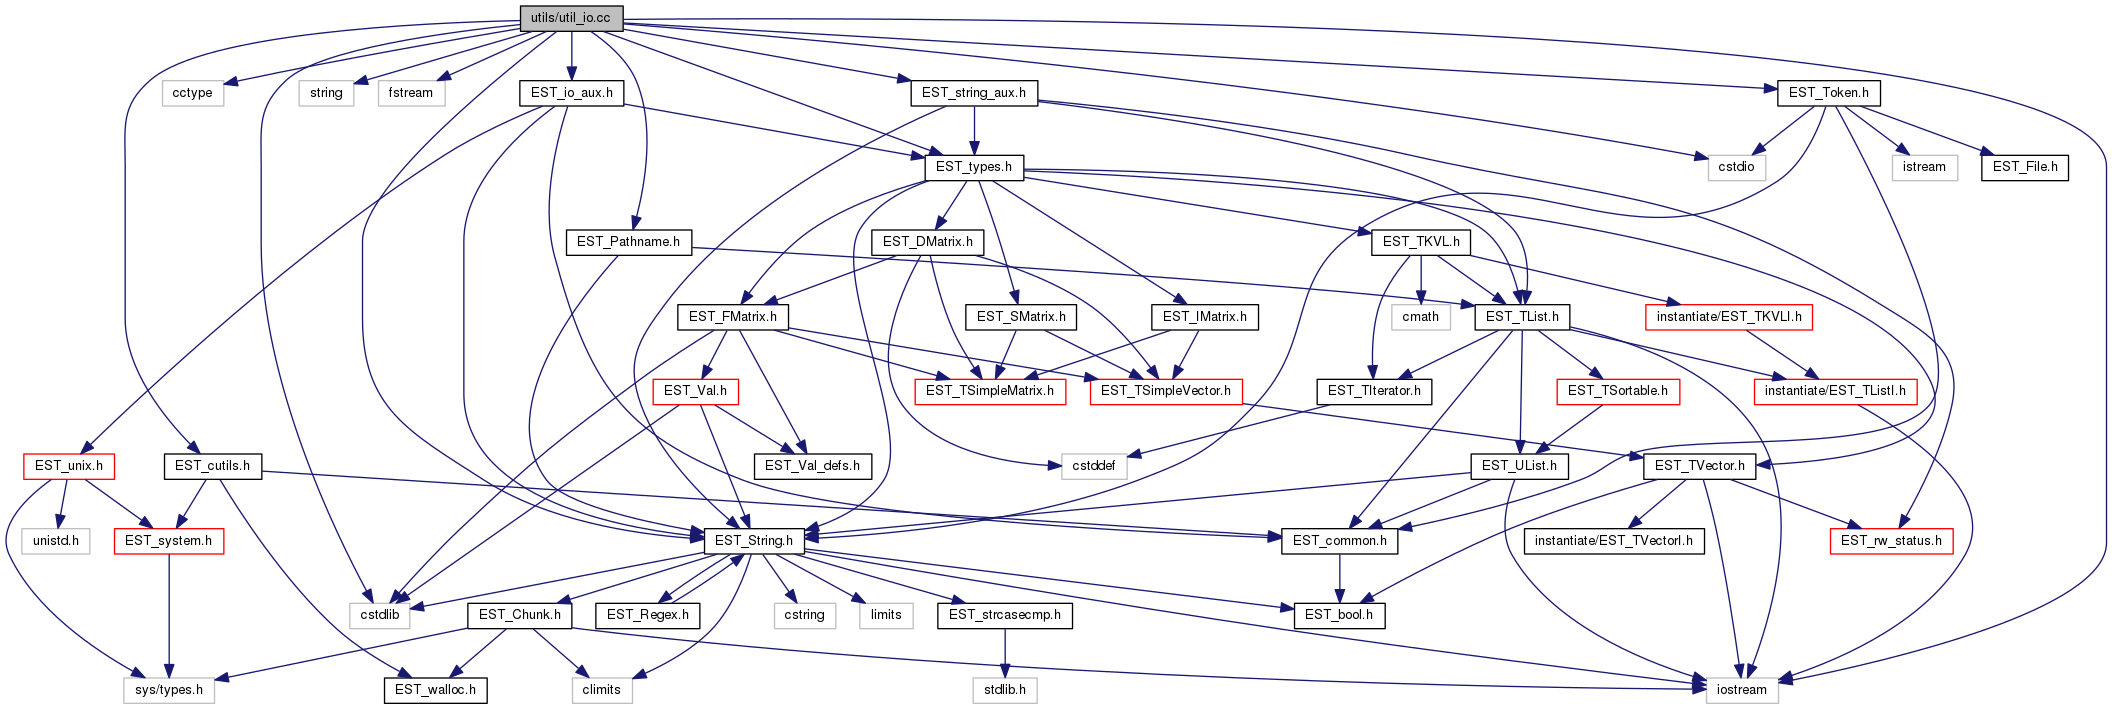 utils/util_io.cc
cctype
string
fstream
EST_io_aux.h
EST_string_aux.h
EST_Token.h
EST_types.h
cstdio
istream
EST_File.h
EST_Pathname.h
EST_DMatrix.h
EST_TKVL.h
EST_FMatrix.h
EST_SMatrix.h
EST_IMatrix.h
cmath
EST_TList.h
instantiate/EST_TKVLI.h
EST_Val.h
EST_TSimpleMatrix.h
EST_TSimpleVector.h
EST_TIterator.h
EST_TSortable.h
instantiate/EST_TListI.h
EST_unix.h
EST_cutils.h
EST_Val_defs.h
cstddef
EST_UList.h
EST_TVector.h
unistd.h
EST_system.h
EST_String.h
EST_common.h
instantiate/EST_TVectorI.h
EST_rw_status.h
cstdlib
EST_Chunk.h
EST_Regex.h
cstring
limits
EST_strcasecmp.h
EST_bool.h
sys/types.h
EST_walloc.h
climits
stdlib.h
iostream